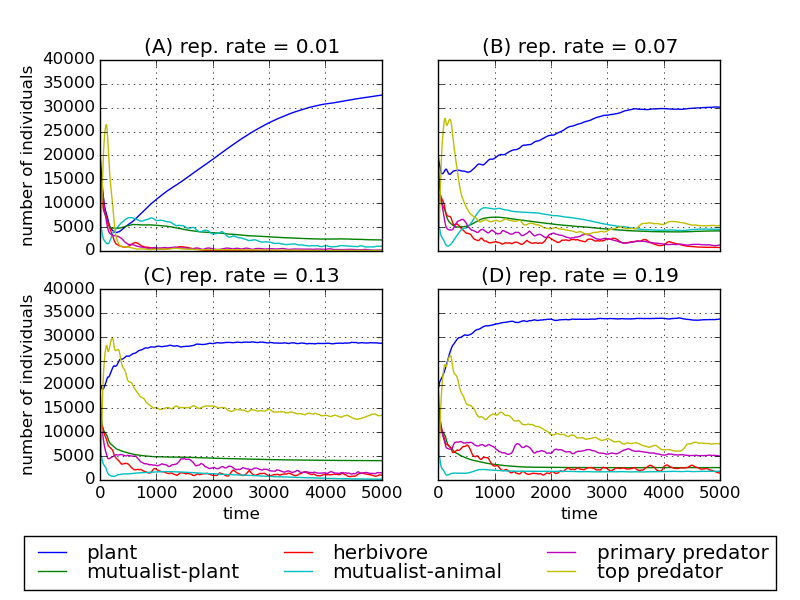 (A) rep. rate = 0.01 (B) rep. rate = 0.07
number of individuals
40000
35000
30000
25000
20000
15000
10000
5000
0
(C) rep. rate = 0.13 (D) rep. rate = 0.19
number of individuals
40000
35000
30000
25000
20000
15000
10000
5000
0
0 1000 2000 3000 4000 5000 0 1000 2000 3000 4000 5000
time time
plant herbivore primary predator
mutualist-plant mutualist-animal top predator